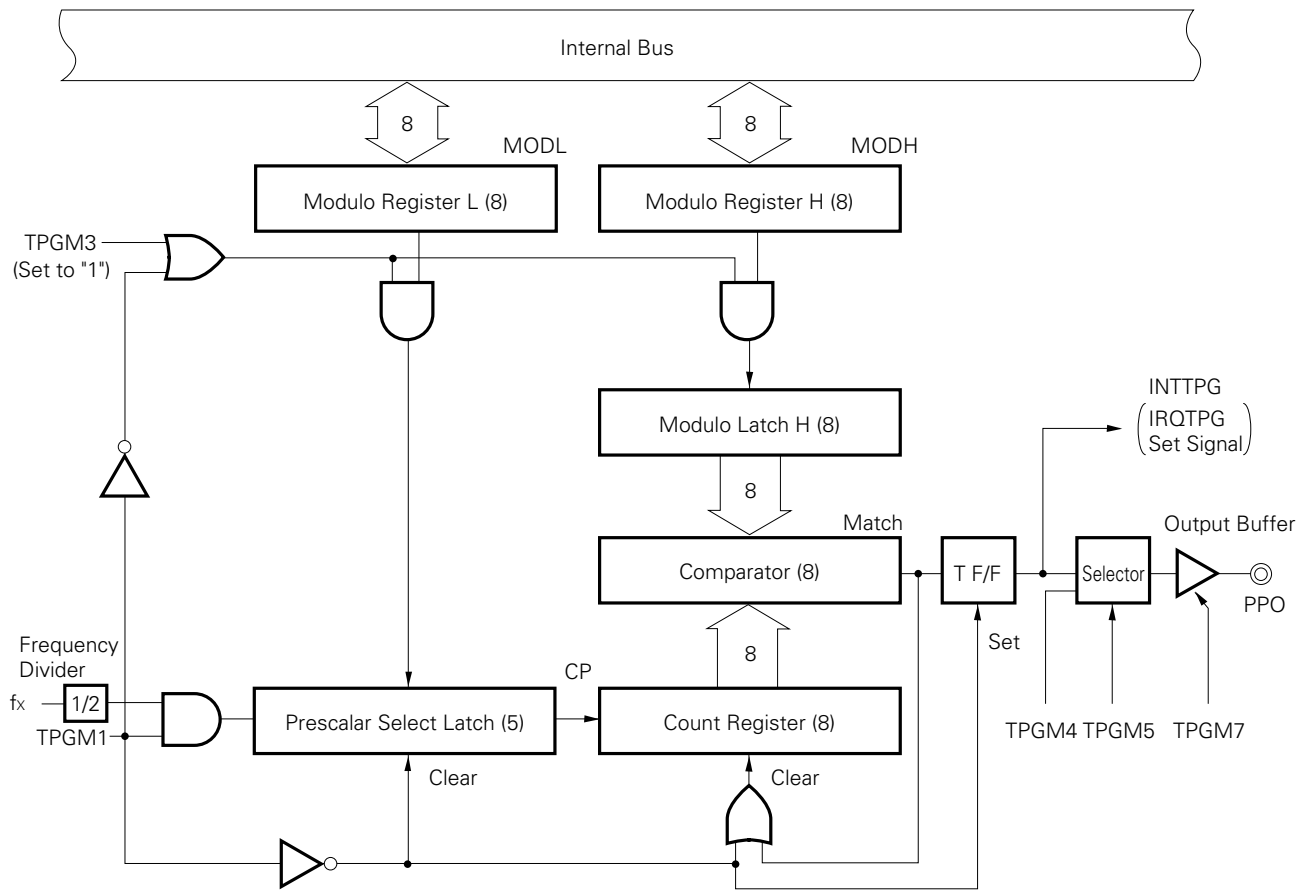 Internal Bus
8
8
MODL
MODH
Modulo Register L (8)
Modulo Register H (8)
TPGM3
(Set to "1")
Modulo Latch H (8)
INTTPG
IRQTPG
Set Signal
8
Match
Output Buffer
Comparator (8)
T F/F
Selector
PPO
Set
Frequency
Divider
8
CP
fX
1/2
Prescalar Select Latch (5)
Count Register (8)
TPGM1
TPGM4
TPGM5
TPGM7
Clear
Clear